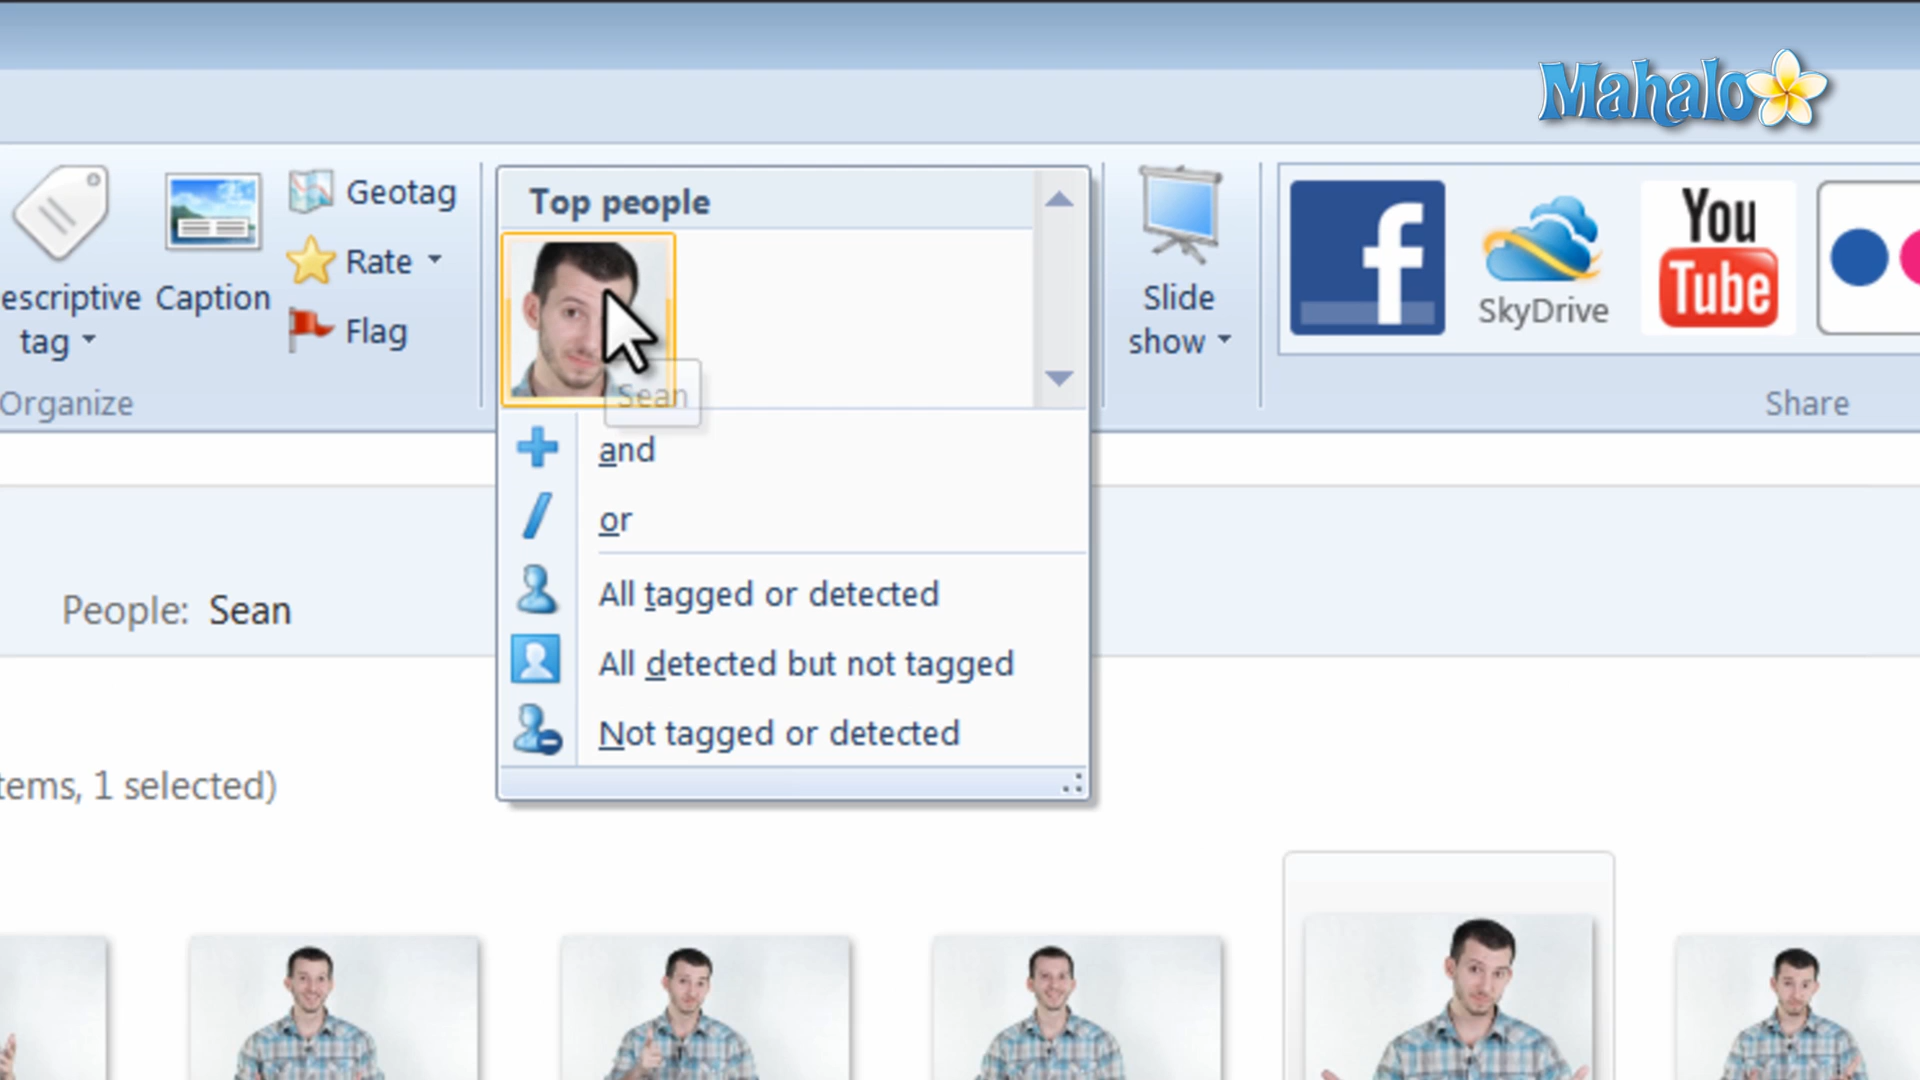 Mahalo
Geotag
Rate
Flag
escriptive
tag
Caption
Organize
Top people
Sean
and
or
All tagged or detected
All detected but not tagged
Not tagged or detected
Slide
show
f
SkyDrive
You
Tube
Share
People: Sean
tems, 1 selected)